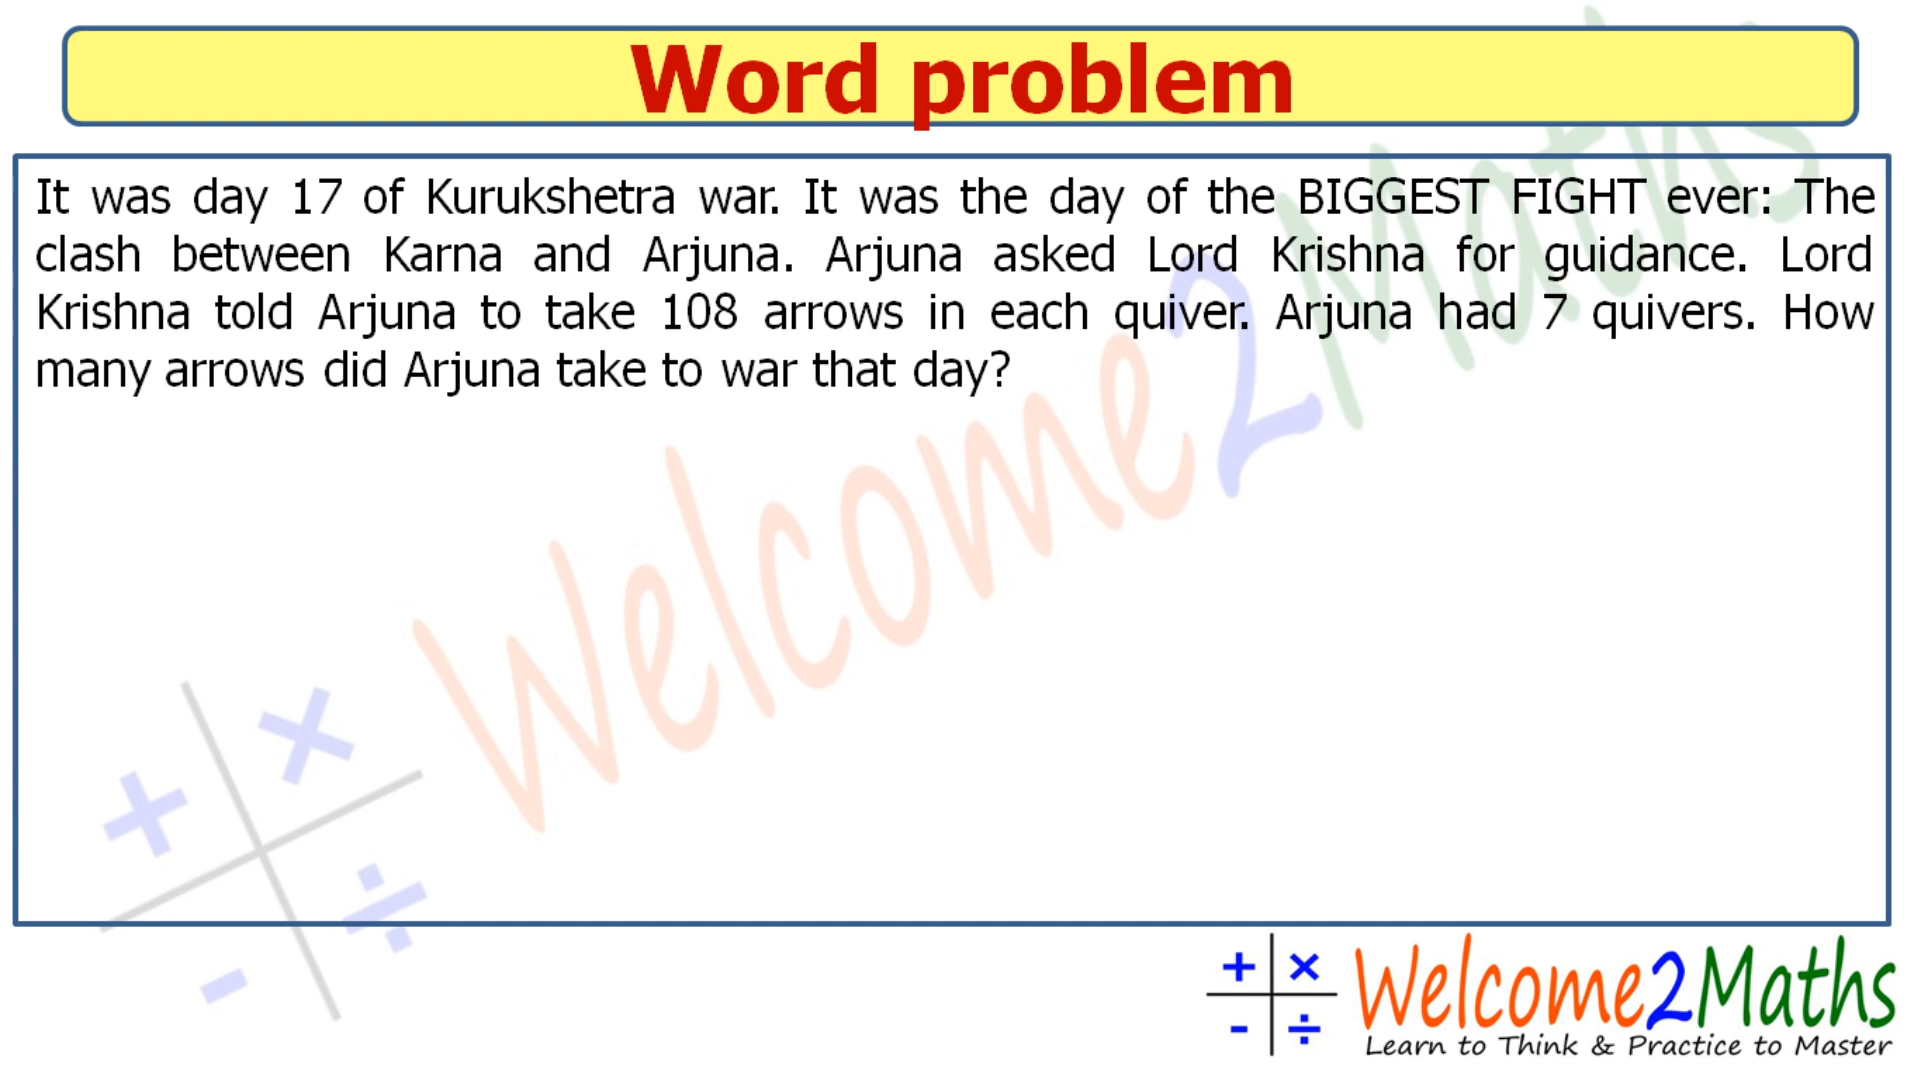 Word problem
It was day 17 of Kurukshetra war. It was the day of the BIGGEST FIGHT ever: The
clash between Karna and Arjuna. Arjuna asked Lord Krishna for guidance. Lord
Krishna told Arjuna to take 108 arrows in each quiver. Arjuna had 7 quivers. How
many arrows did Arjuna take to war that day?
Welcome2Maths
+ ×
- ÷
+ ×
- ÷
Welcome2Maths
Learn to Think & Practice to Master